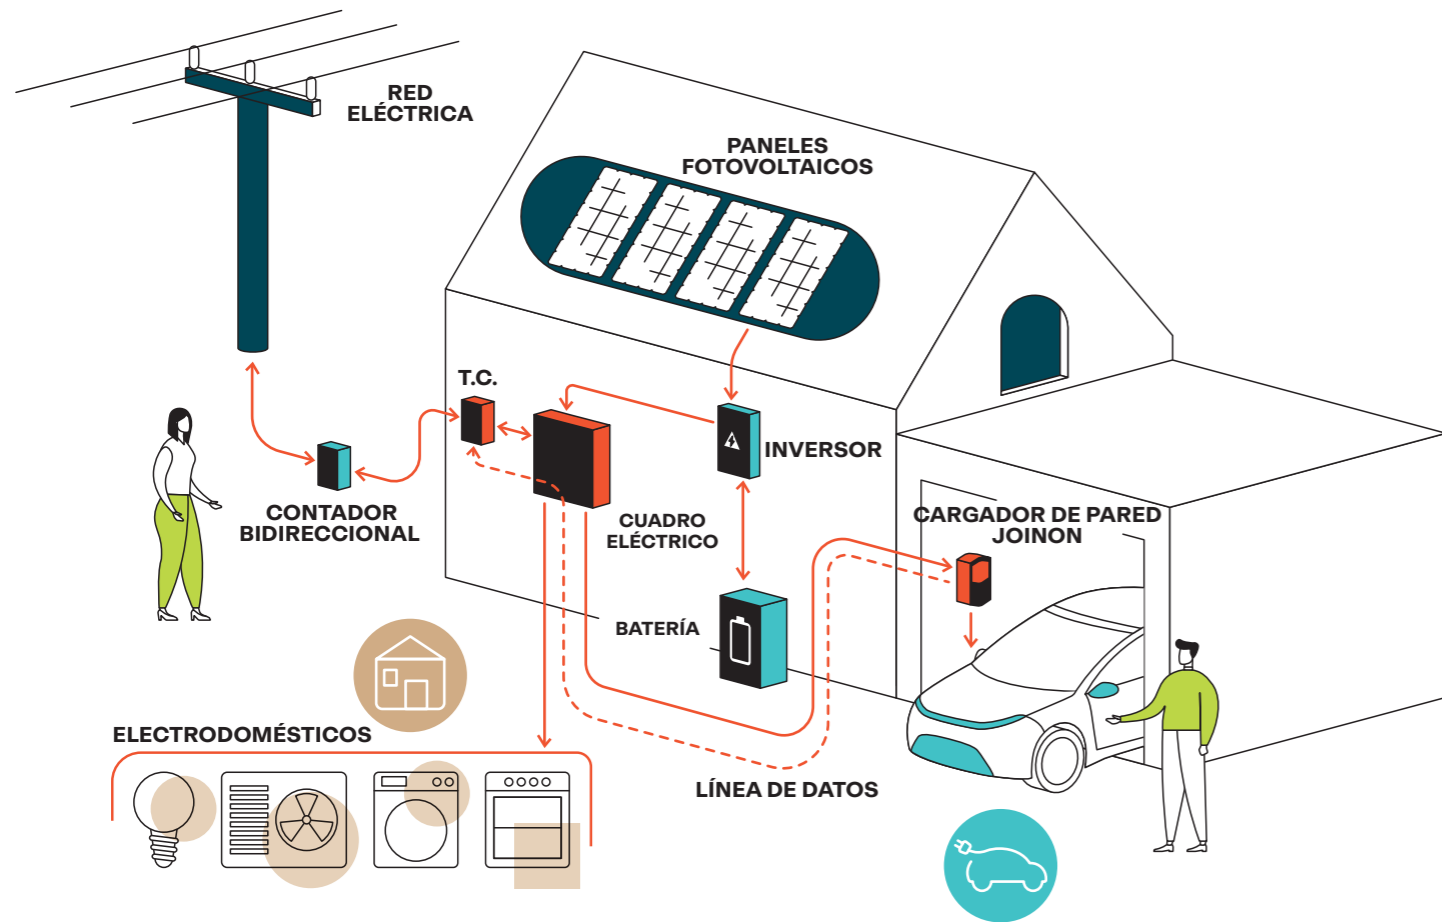 RED
ELÉCTRICA
PANELES
FOTOVOLTAICOS
T.C.
INVERSOR
CONTADOR
BIDIRECCIONAL
CUADRO
ELÉCTRICO
CARGADOR DE PARED
JOINON
BATERÍA
ELECTRODOMÉSTICOS
LÍNEA DE DATOS